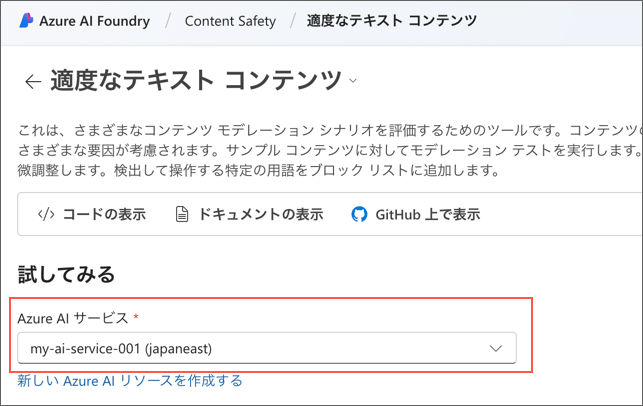 Azure AI Foundry / Content Safety / 適度なテキスト コンテンツ
← 適度なテキスト コンテンツ
これは、さまざまなコンテンツ モデレーション シナリオを評価するためのツールです。コンテンツの
さまざまな要因が考慮されます。サンプル コンテンツに対してモデレーション テストを実行します。
微調整します。検出して操作する特定の用語をブロック リストに追加します。
</> コードの表示 ドキュメントの表示 GitHub 上で表示
試してみる
Azure AI サービス *
my-ai-service-001 (japaneast)
新しい Azure AI リソースを作成する